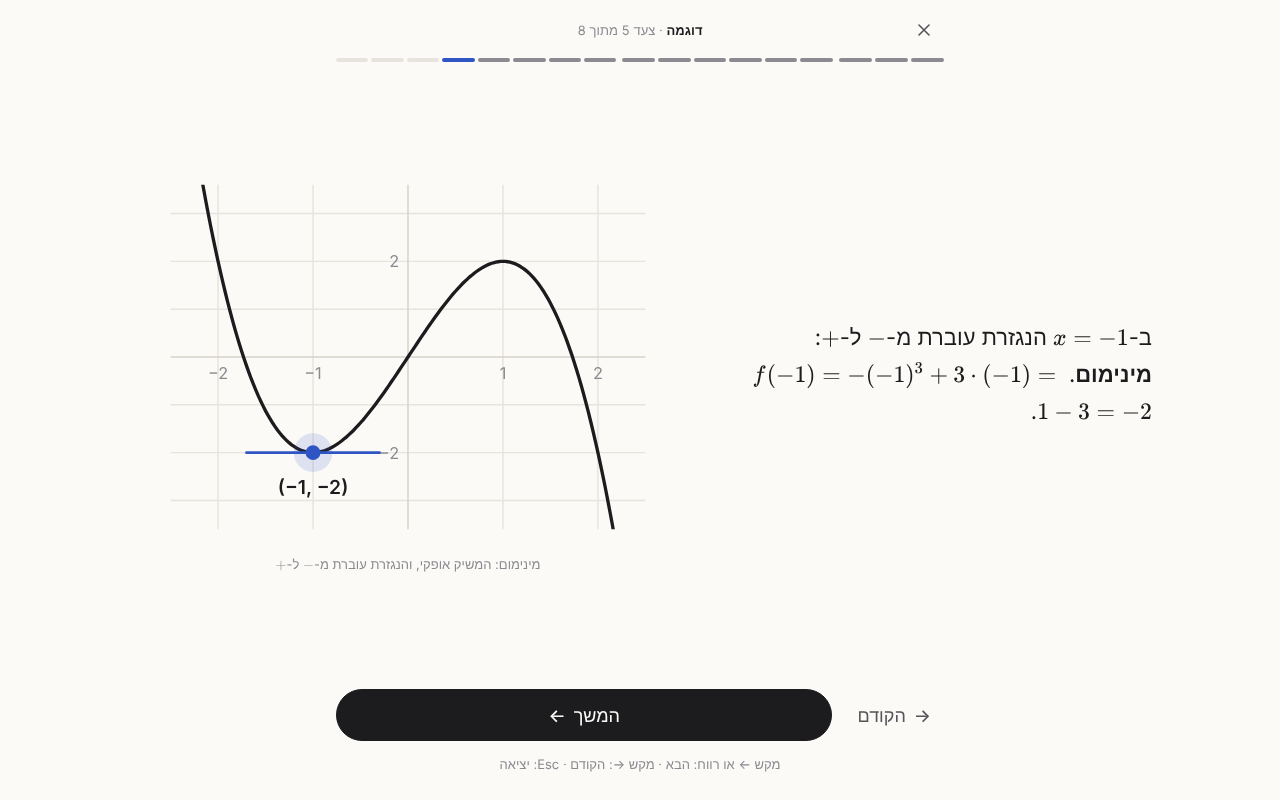 דוגמה · צעד 5 מתוך 8
ב-x = −1 הנגזרת עוברת מ-− ל-+:
מינימום. f(−1) = −(−1)³ + 3 · (−1) =
1 − 3 = −2.
2
−2
−1
1
2
−2
(−1, −2)
מינימום: המשיק אופקי, והנגזרת עוברת מ-− ל-+
→ הקודם
המשך ←
מקש ← או רווח: הבא · מקש →: הקודם · Esc: יציאה